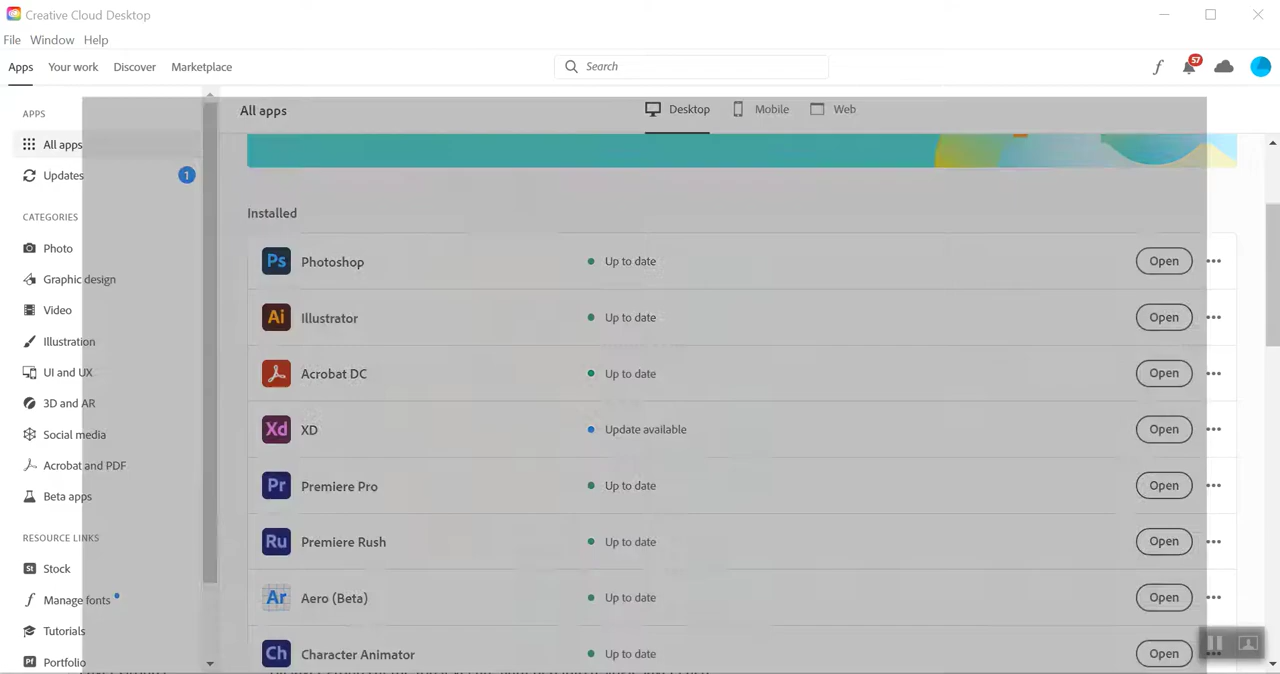 Creative Cloud Desktop
File Window Help
Apps Your work Discover Marketplace Search 57
APPS
All apps
Updates 1
CATEGORIES
Photo
Graphic design
Video
Illustration
UI and UX
3D and AR
Social media
Acrobat and PDF
Beta apps
RESOURCE LINKS
St Stock
Manage fonts
Tutorials
Pf Portfolio
All apps Desktop Mobile Web
Installed
Ps Photoshop Up to date Open
Ai Illustrator Up to date Open
Acrobat DC Up to date Open
Xd XD Update available Open
Pr Premiere Pro Up to date Open
Ru Premiere Rush Up to date Open
Ar Aero (Beta) Up to date Open
Ch Character Animator Up to date Open